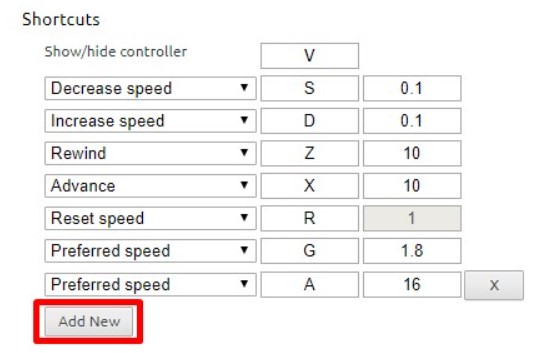 Shortcuts
Show/hide controller V
Decrease speed S 0.1
Increase speed D 0.1
Rewind Z 10
Advance X 10
Reset speed R 1
Preferred speed G 1.8
Preferred speed A 16 X
Add New